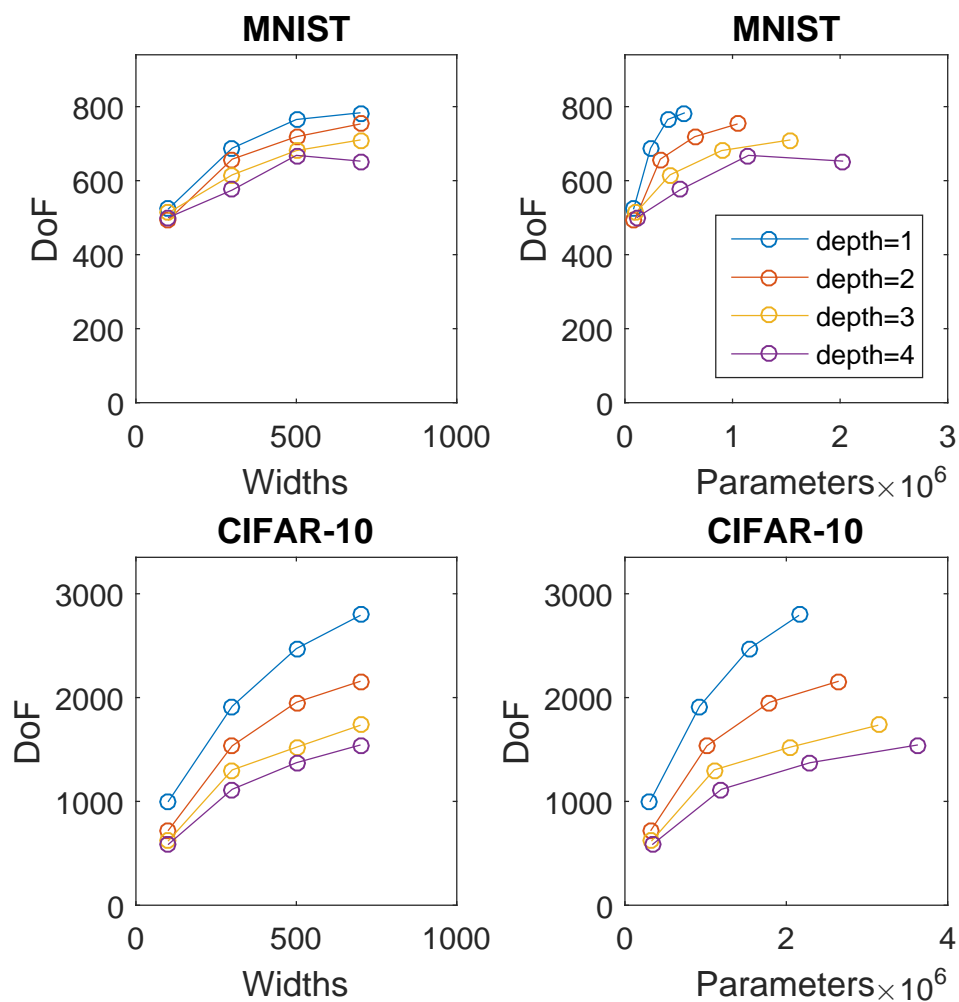 MNIST
800
600
400
200
0
DoF
0 500 1000
Widths
MNIST
800
600
400
200
0
DoF
depth=1
depth=2
depth=3
depth=4
0 1 2 3
Parameters ×10^6
CIFAR-10
3000
2000
1000
0
DoF
0 500 1000
Widths
CIFAR-10
3000
2000
1000
0
DoF
0 2 4
Parameters ×10^6